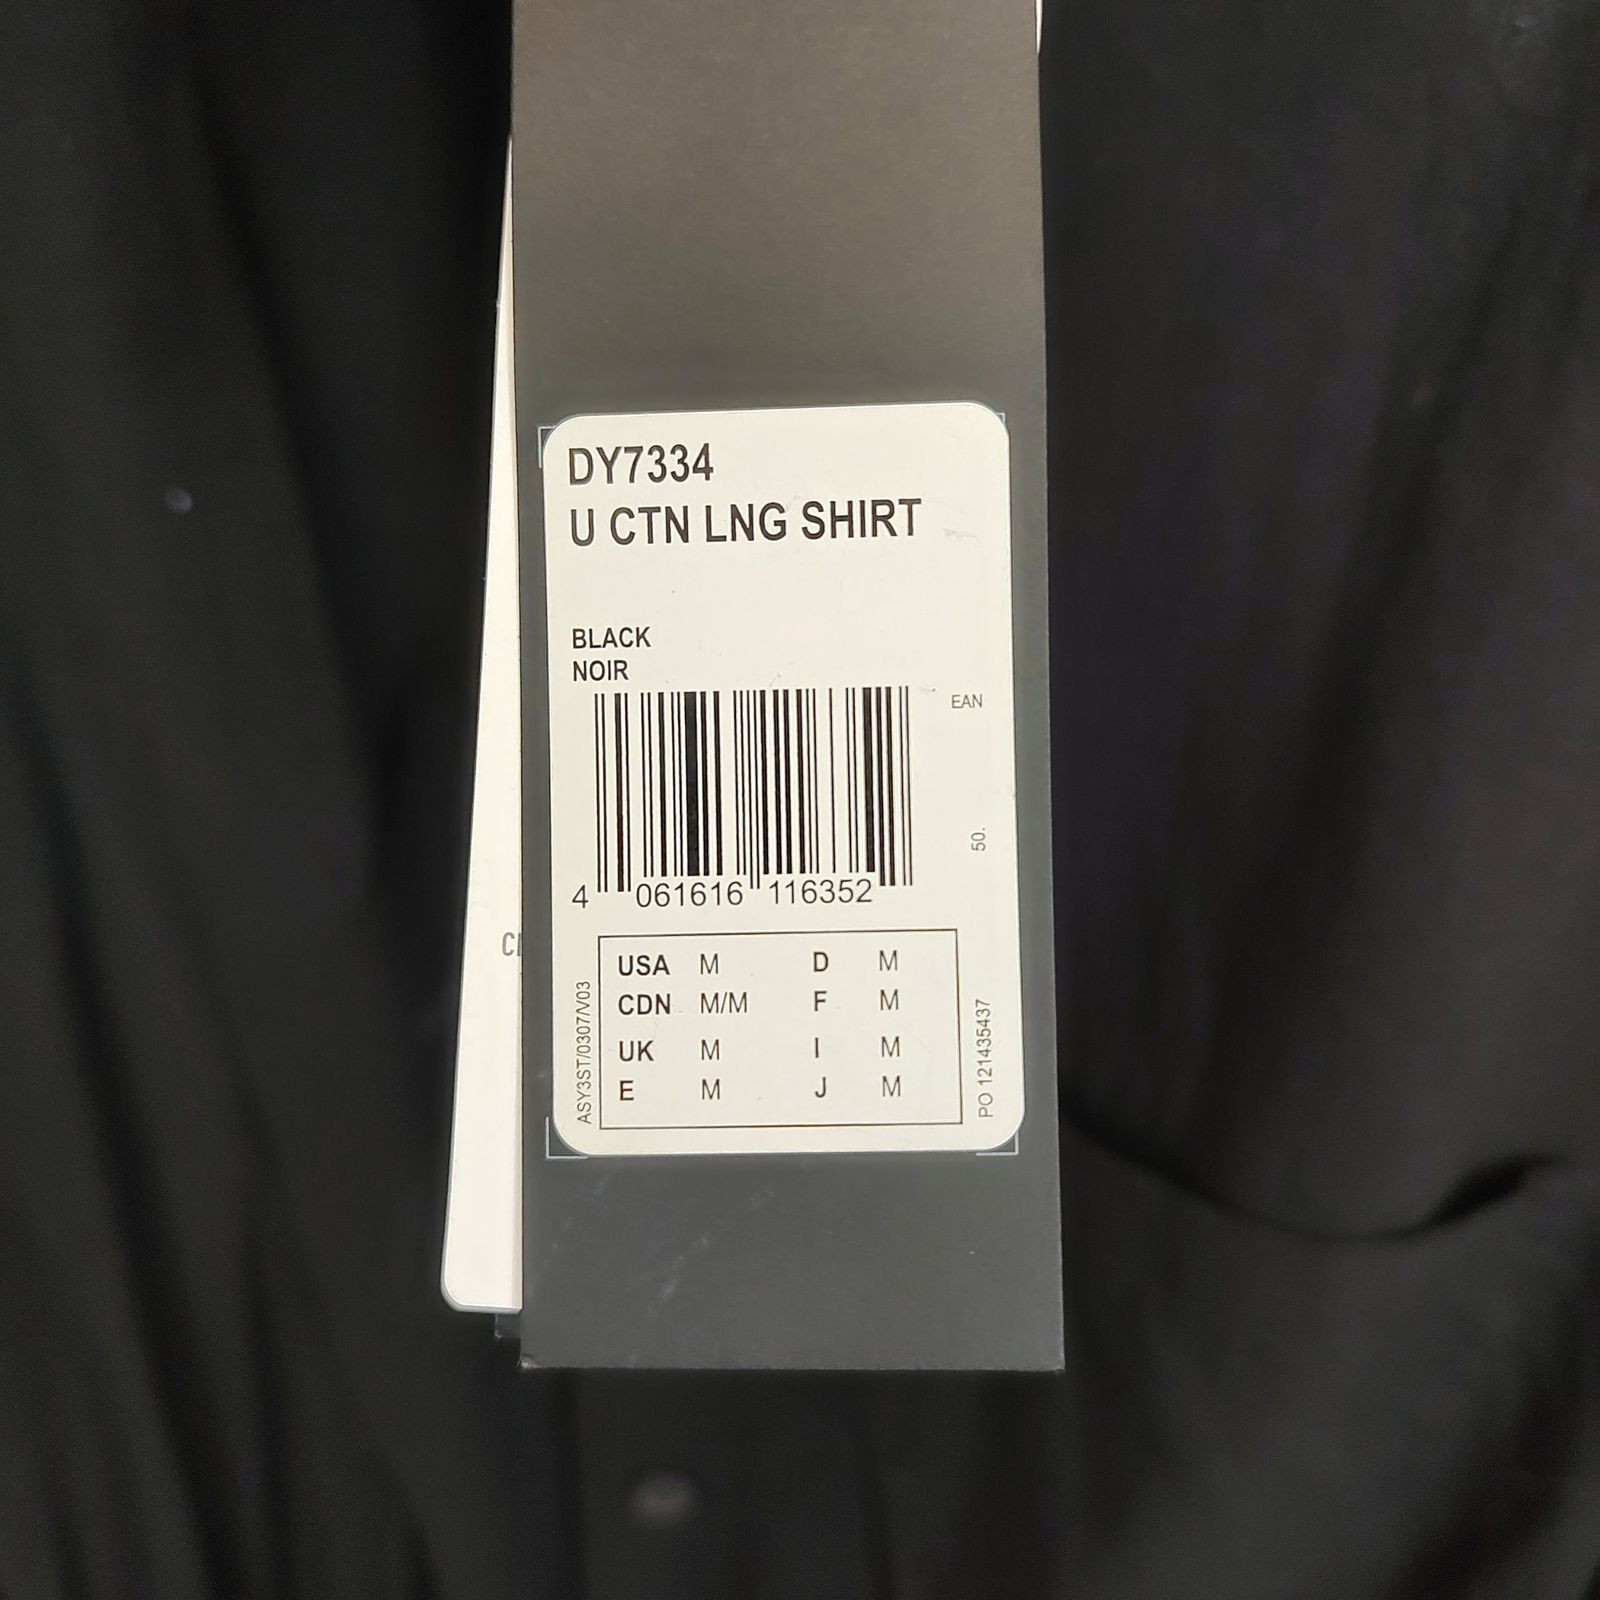 DY7334
U CTN LNG SHIRT
BLACK
NOIR
EAN
50.
4 061616 116352
USA M D M
CDN M/M F M
UK M I M
E M J M
ASY3ST/0307/V03
PO 121435437